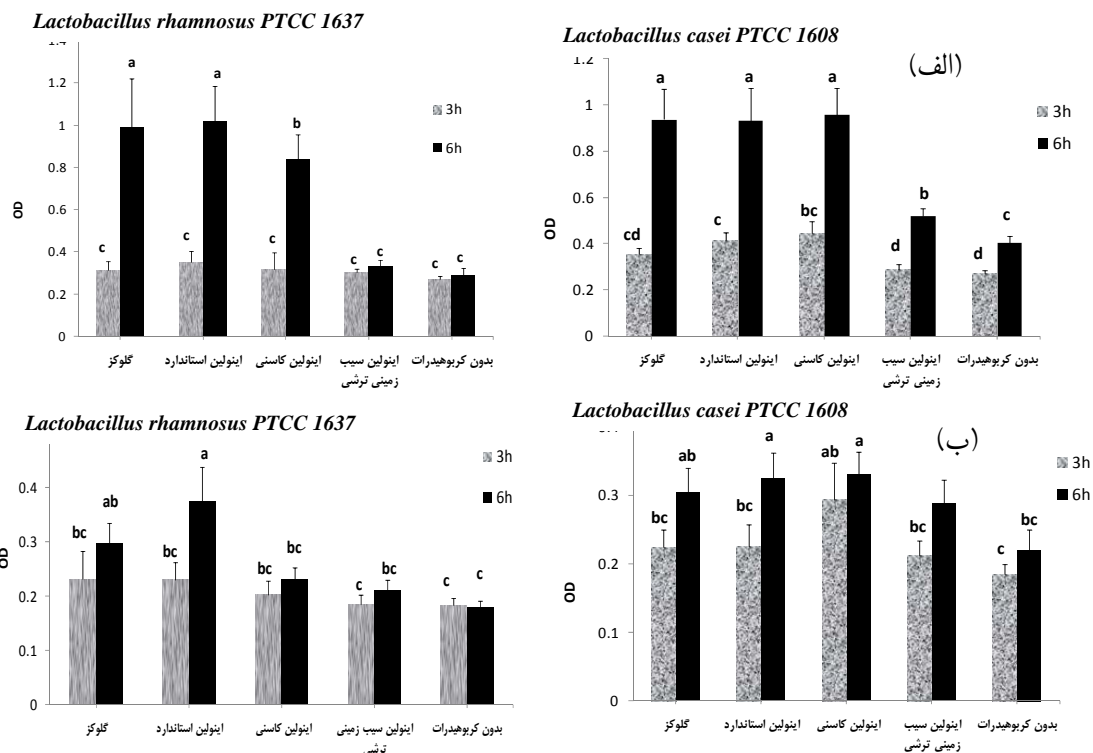 Lactobacillus rhamnosus PTCC 1637
1.4
1.2
1
0.8
0.6
0.4
0.2
0
OD
a
a
b
c
c
c
c
c
c
c
3h
6h
گلوکز
اینولین استاندارد
اینولین کاسنی
اینولین سیب
زمینی ترشی
بدون کربوهیدرات
Lactobacillus casei PTCC 1608
(الف)
1.2
1
0.8
0.6
0.4
0.2
0
OD
a
a
a
cd
c
bc
d
b
d
c
3h
6h
گلوکز
اینولین استاندارد
اینولین کاسنی
اینولین سیب
زمینی ترشی
بدون کربوهیدرات
Lactobacillus rhamnosus PTCC 1637
0.4
0.3
0.2
0.1
0
OD
bc
ab
bc
a
bc
bc
c
bc
c
c
3h
6h
گلوکز
اینولین استاندارد
اینولین کاسنی
اینولین سیب زمینی
ترشی
بدون کربوهیدرات
Lactobacillus casei PTCC 1608
(ب)
0.3
0.2
0.1
0
OD
bc
ab
bc
a
ab
a
bc
ab
c
bc
3h
6h
گلوکز
اینولین استاندارد
اینولین کاسنی
اینولین سیب
زمینی ترشی
بدون کربوهیدرات